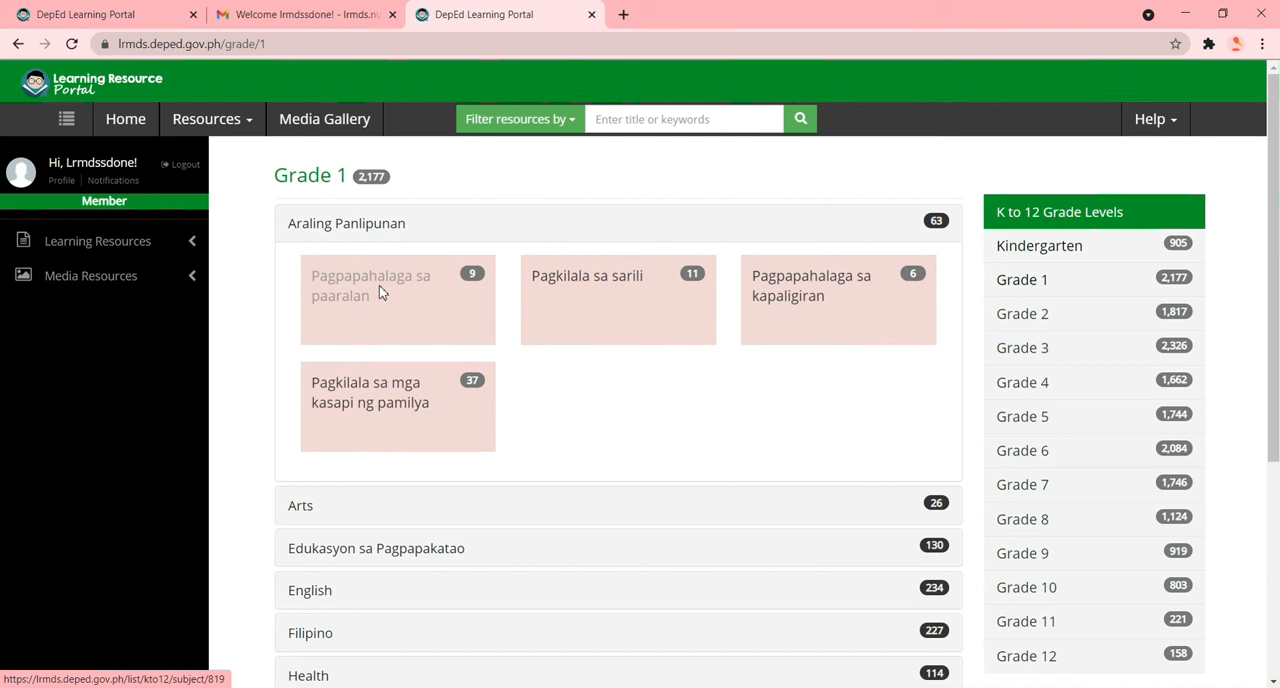 DepEd Learning Portal
Welcome lrmdssdone! - lrmds.nu
DepEd Learning Portal
lrmds.deped.gov.ph/grade/1
Learning Resource
Portal
Home
Resources
Media Gallery
Filter resources by
Enter title or keywords
Help
Hi, Lrmdssdone!
Logout
Profile
Notifications
Member
Learning Resources
Media Resources
Grade 1 2,177
Araling Panlipunan 63
Pagpapahalaga sa 9
paaralan
Pagkilala sa sarili 11
Pagpapahalaga sa 6
kapaligiran
Pagkilala sa mga 37
kasapi ng pamilya
Arts 26
Edukasyon sa Pagpapakatao 130
English 234
Filipino 227
Health 114
K to 12 Grade Levels
Kindergarten 905
Grade 1 2,177
Grade 2 1,817
Grade 3 2,326
Grade 4 1,662
Grade 5 1,744
Grade 6 2,084
Grade 7 1,746
Grade 8 1,124
Grade 9 919
Grade 10 803
Grade 11 221
Grade 12 158
https://lrmds.deped.gov.ph/list/kto12/subject/819